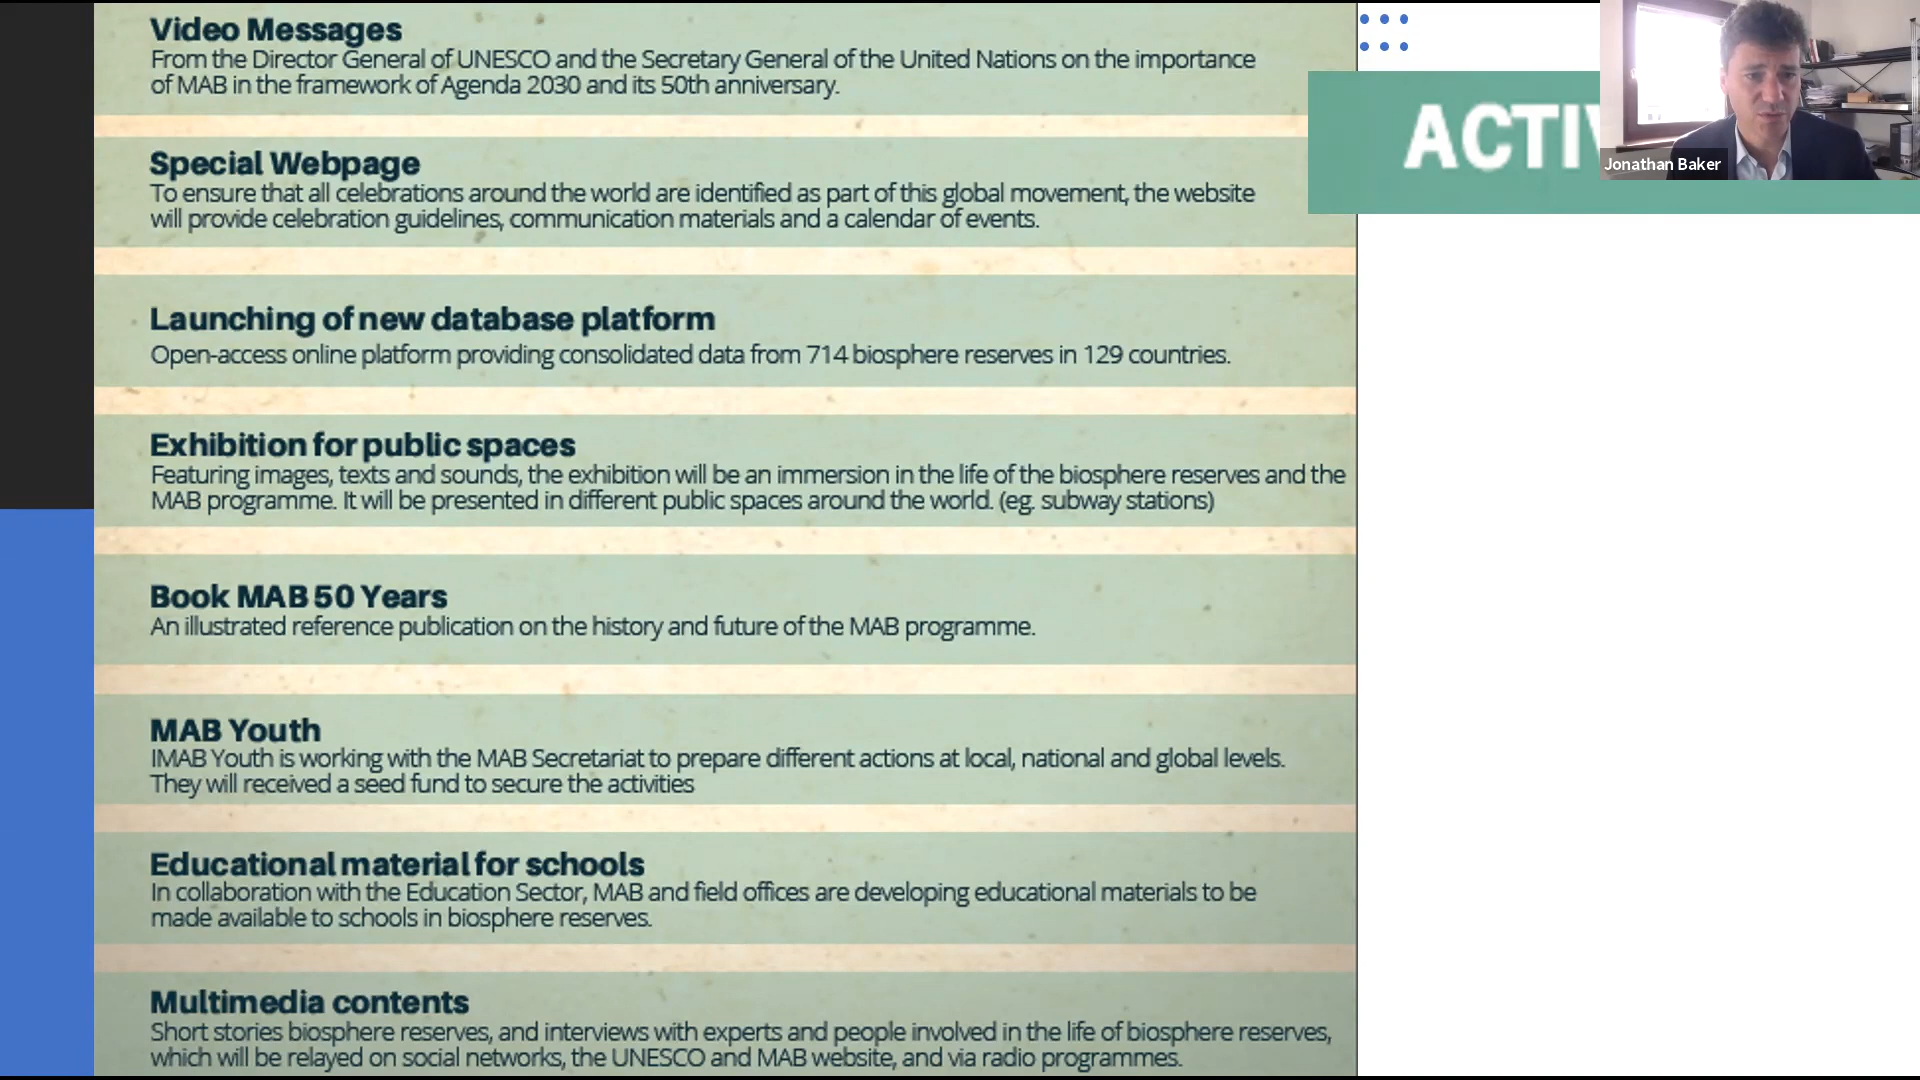 Video Messages
From the Director General of UNESCO and the Secretary General of the United Nations on the importance
of MAB in the framework of Agenda 2030 and its 50th anniversary.
Special Webpage
To ensure that all celebrations around the world are identified as part of this global movement, the website
will provide celebration guidelines, communication materials and a calendar of events.
Launching of new database platform
Open-access online platform providing consolidated data from 714 biosphere reserves in 129 countries.
Exhibition for public spaces
Featuring images, texts and sounds, the exhibition will be an immersion in the life of the biosphere reserves and the
MAB programme. It will be presented in different public spaces around the world. (eg. subway stations)
Book MAB 50 Years
An illustrated reference publication on the history and future of the MAB programme.
MAB Youth
IMAB Youth is working with the MAB Secretariat to prepare different actions at local, national and global levels.
They will received a seed fund to secure the activities
Educational material for schools
In collaboration with the Education Sector, MAB and field offices are developing educational materials to be
made available to schools in biosphere reserves.
Multimedia contents
Short stories biosphere reserves, and interviews with experts and people involved in the life of biosphere reserves,
which will be relayed on social networks, the UNESCO and MAB website, and via radio programmes.
ACTI
Jonathan Baker